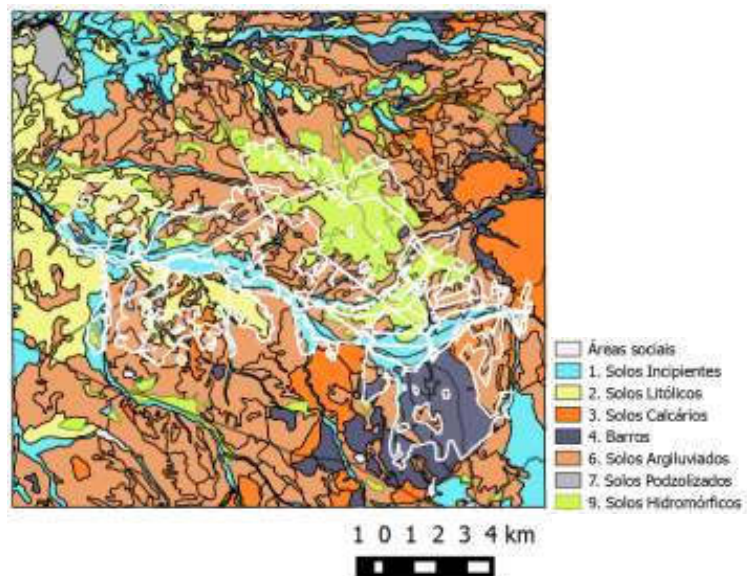 Áreas sociais
1. Solos Incipientes
2. Solos Litólicos
3. Solos Calcários
4. Barros
6. Solos Argiluviados
7. Solos Podzolizados
9. Solos Hidromórficos
1 0 1 2 3 4 km